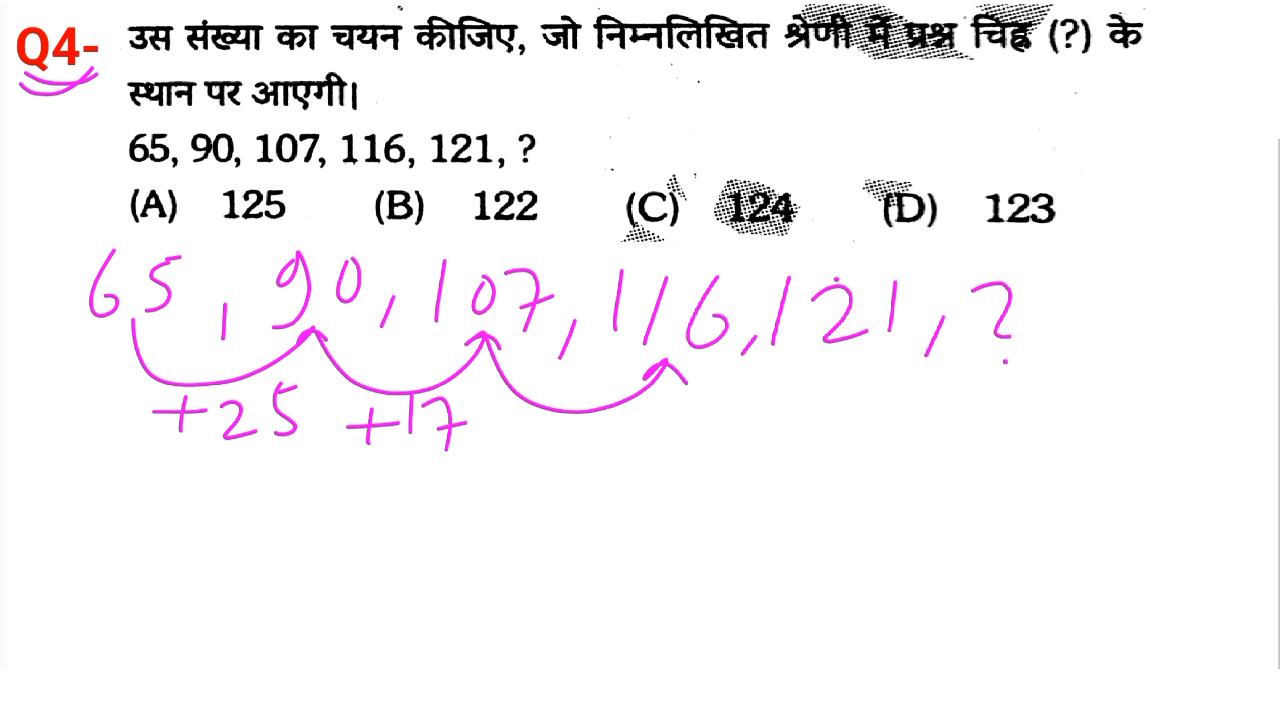 Q4- उस संख्या का चयन कीजिए, जो निम्नलिखित श्रेणी में प्रश्न चिह्न (?) के
स्थान पर आएगी।
65, 90, 107, 116, 121, ?
(A) 125 (B) 122 (C) 124 (D) 123
65, 90, 107, 116, 121, ?
+25 +17